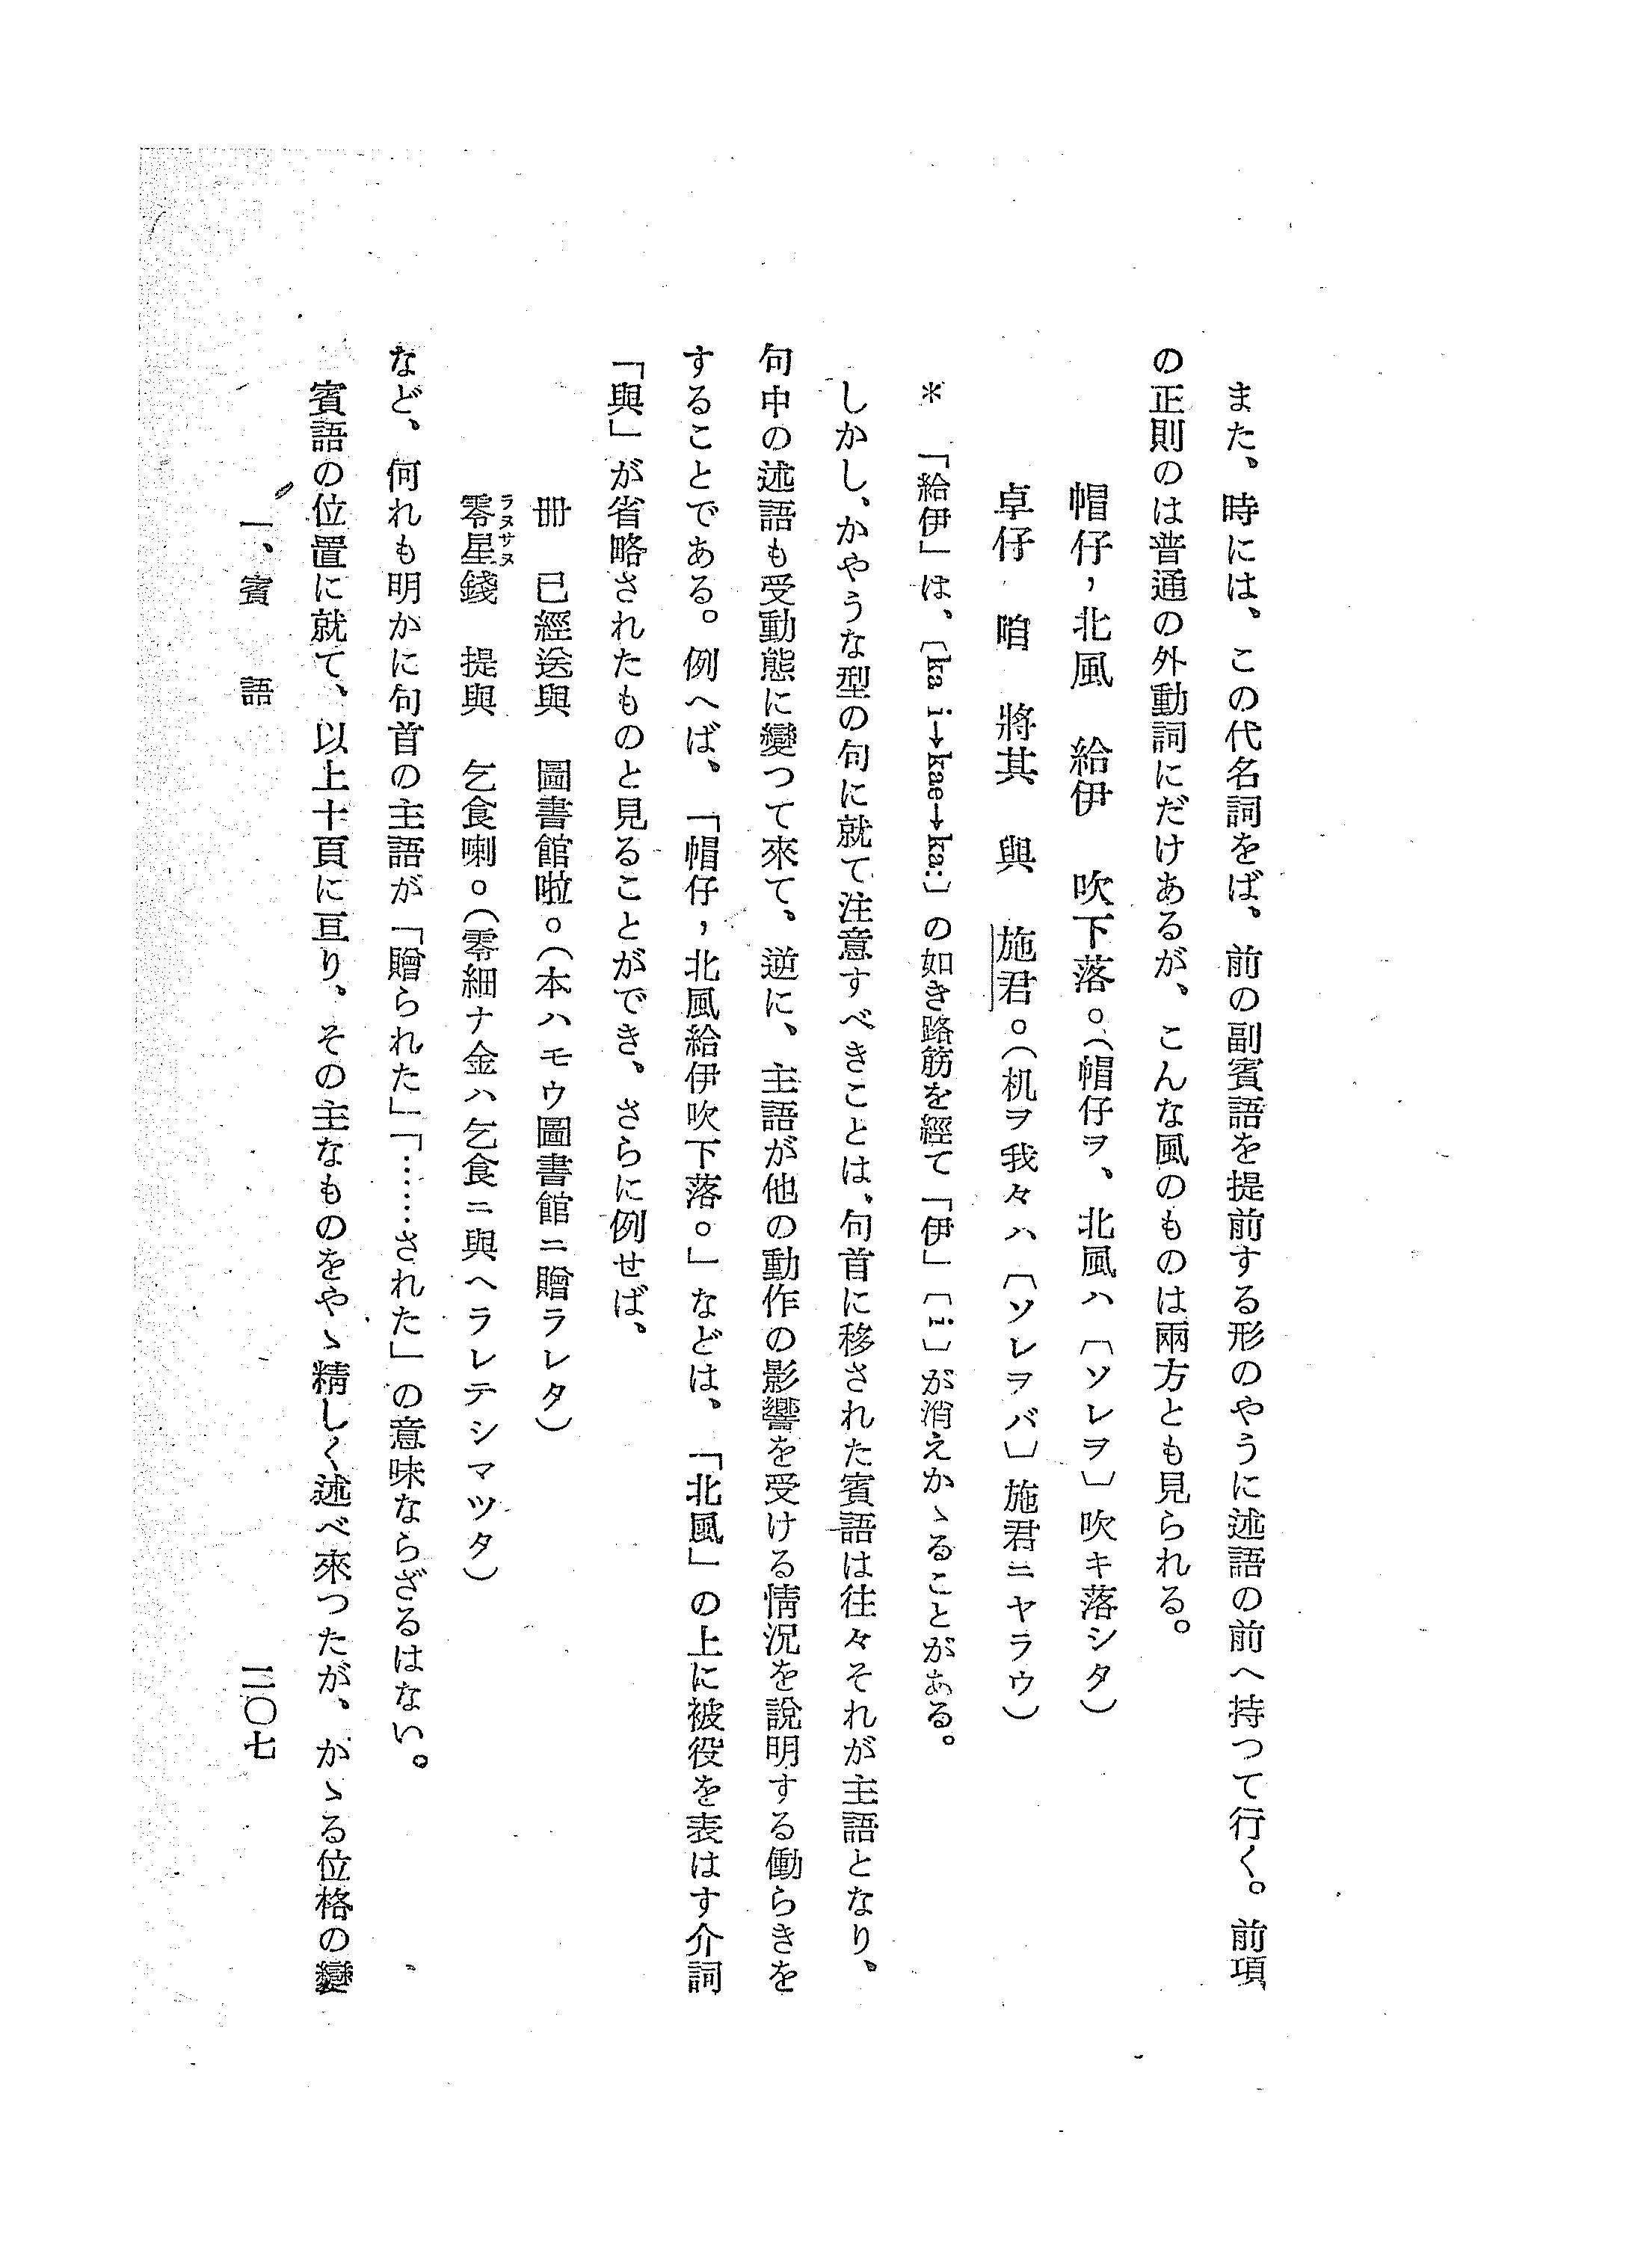 また、時には、この代名詞をば、前の副賓語を提前する形のやうに述語の前へ持つて行く。前項
の正則のは普通の外動詞にだけあるが、こんな風のものは兩方とも見られる。
帽仔，北風　給伊　吹下落。（帽仔ヲ、北風ハ〔ソレヲ〕吹キ落シタ）
卓仔　咱　將其　與　施君。（机ヲ我々ハ〔ソレヲバ〕施君ニヤラウ）
＊「給伊」は、〔ka i→kae→ka:〕の如き路筋を經て「伊」〔i〕が消えかゝることがある。
しかし、かやうな型の句に就て注意すべきことは、句首に移された賓語は往々それが主語となり、
句中の述語も受動態に變つて來て、逆に、主語が他の動作の影響を受ける情況を說明する働らきを
することである。例へば、「帽仔，北風給伊吹下落。」などは、「北風」の上に被役を表はす介詞
「與」が省略されたものと見ることができ、さらに例せば、
冊　已經送與　圖書館啦。（本ハモウ圖書館ニ贈ラレタ）
零星錢　提與　乞食喇。（零細ナ金ハ乞食ニ與ヘラレテシマツタ）
ラヌサヌ
など、何れも明かに句首の主語が「贈られた」「……された」の意味ならざるはない。
賓語の位置に就て、以上十頁に亘り、その主なものをやゝ精しく述べ來つたが、かゝる位格の變
一、賓　語
二〇七